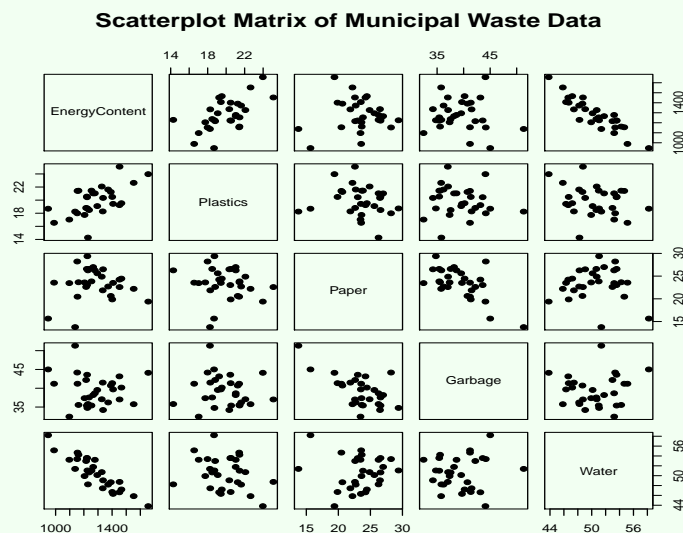 Scatterplot Matrix of Municipal Waste Data
14 18 22
35 45
EnergyContent
1000 1400
14 18 22
Plastics
Paper
15 20 25 30
35 45
Garbage
Water
44 50 56
1000 1400
15 20 25 30
44 50 56